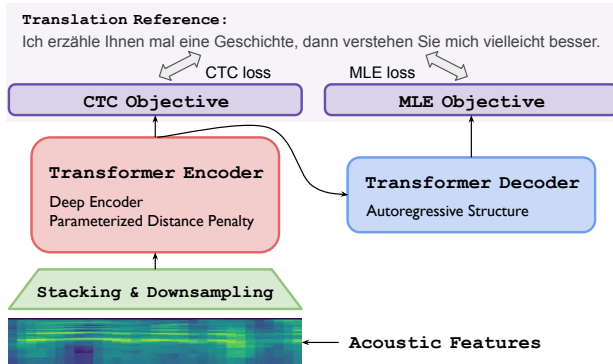 Translation Reference:
Ich erzähle Ihnen mal eine Geschichte, dann verstehen Sie mich vielleicht besser.
CTC loss
MLE loss
CTC Objective
MLE Objective
Transformer Encoder
Deep Encoder
Parameterized Distance Penalty
Transformer Decoder
Autoregressive Structure
Stacking & Downsampling
Acoustic Features